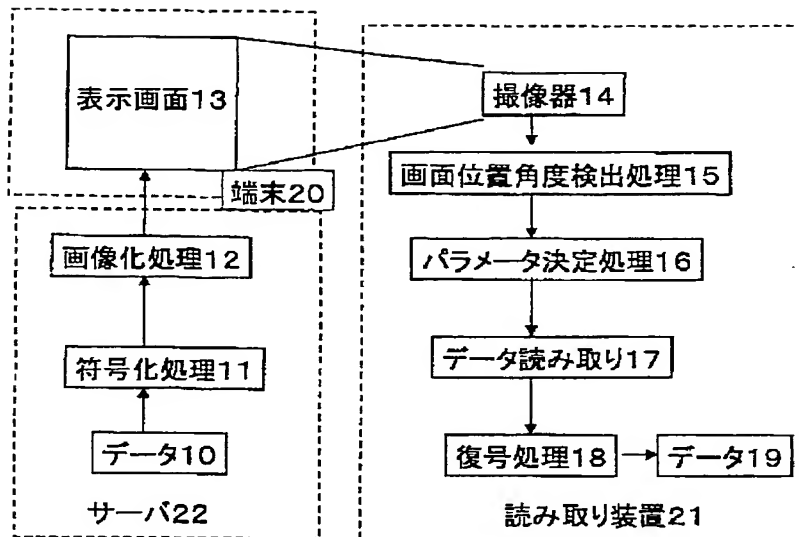 表示画面13
端末20
画像化処理12
符号化処理11
データ10
サーバ22
撮像器14
画面位置角度検出処理15
パラメータ決定処理16
データ読み取り17
復号処理18
データ19
読み取り装置21